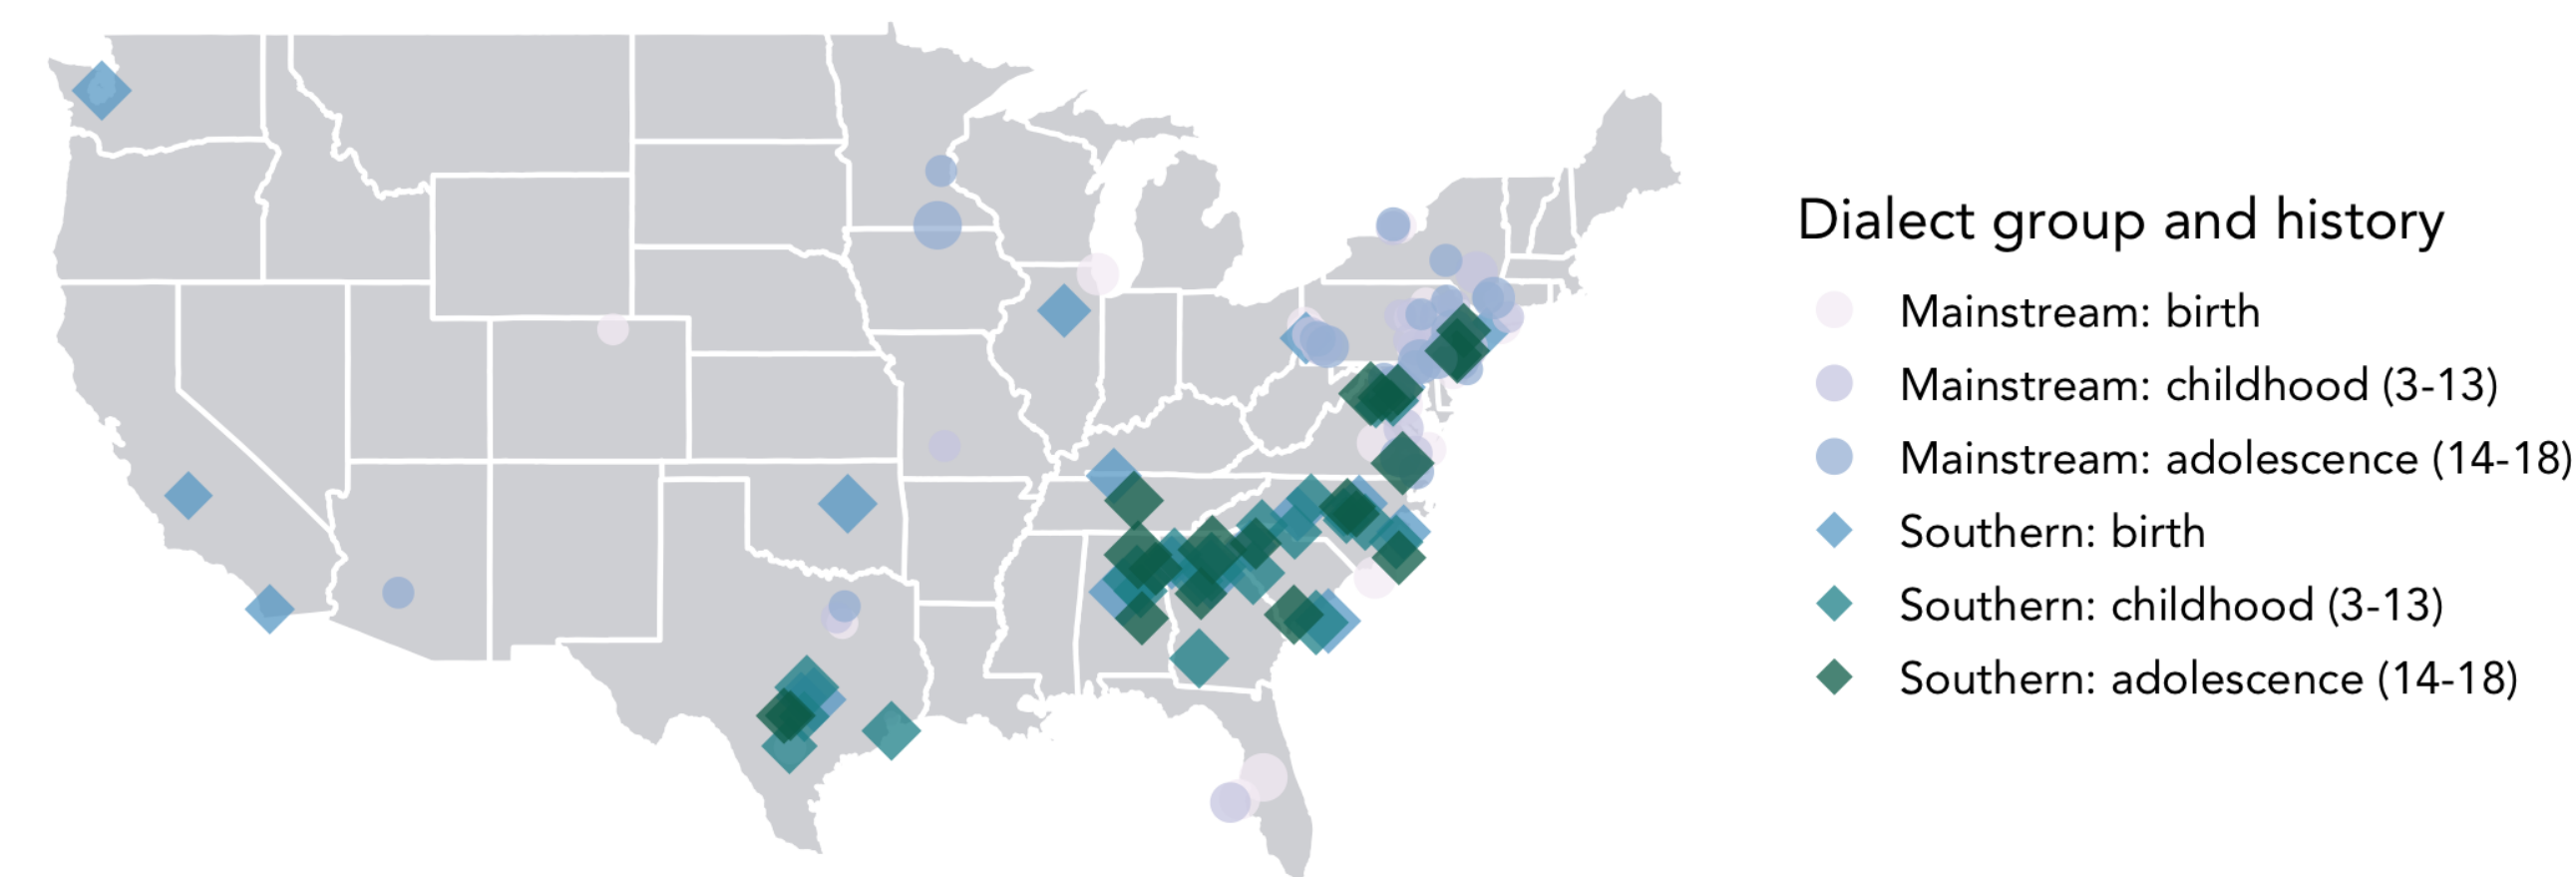 Dialect group and history
Mainstream: birth
Mainstream: childhood (3-13)
Mainstream: adolescence (14-18)
Southern: birth
Southern: childhood (3-13)
Southern: adolescence (14-18)